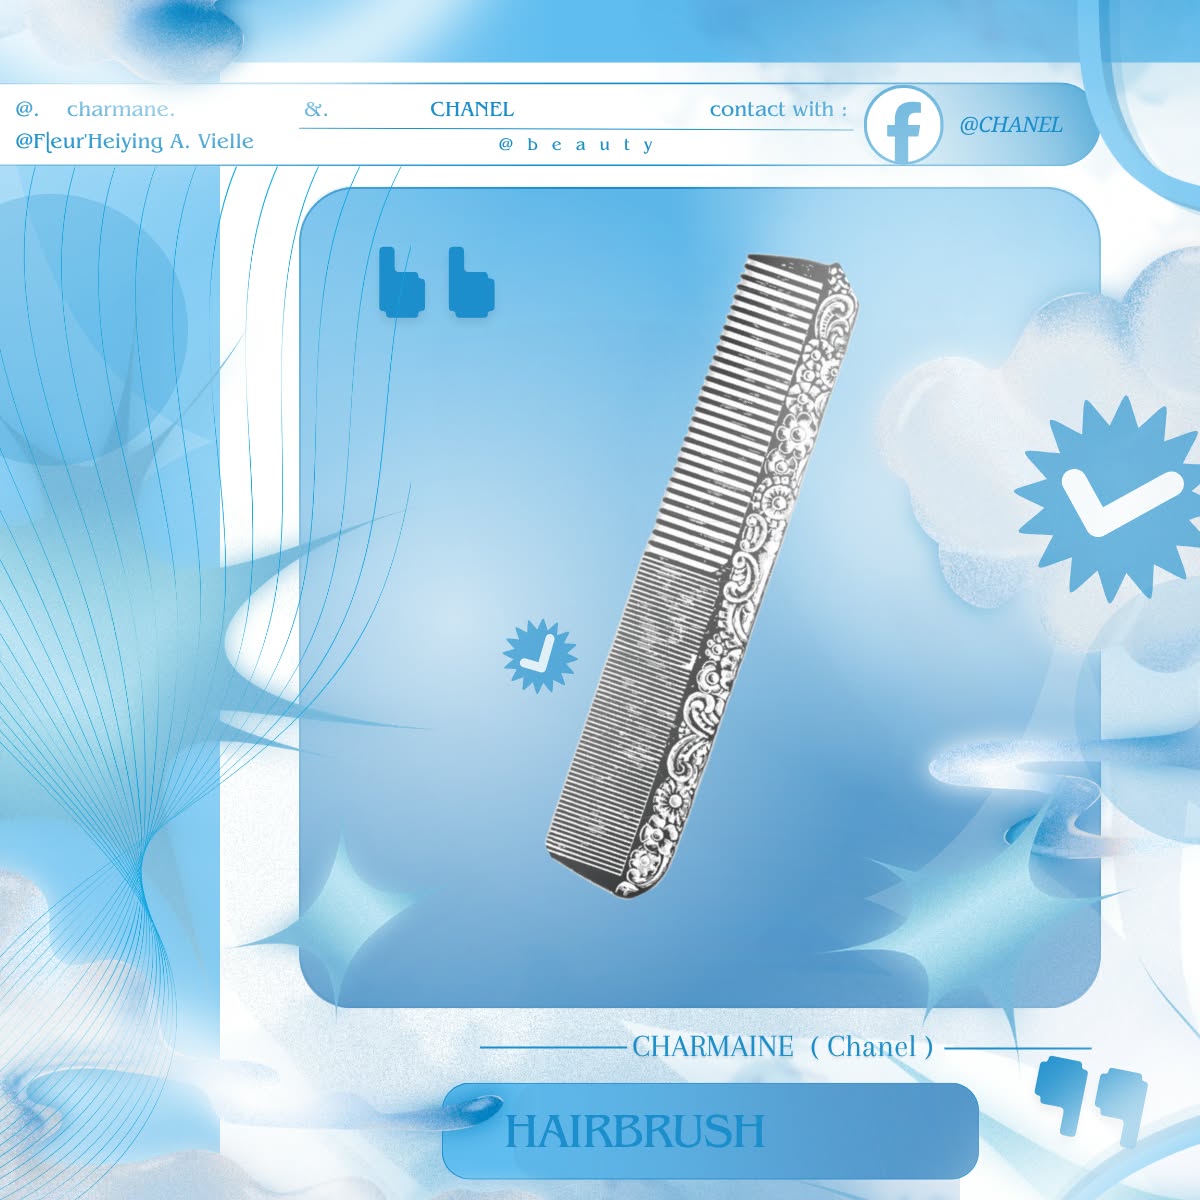 @. charmane. &. CHANEL contact with :
@CHANEL
@Fleur'Heiying A. Vielle @ b e a u t y
CHARMAINE ( Chanel )
HAIRBRUSH